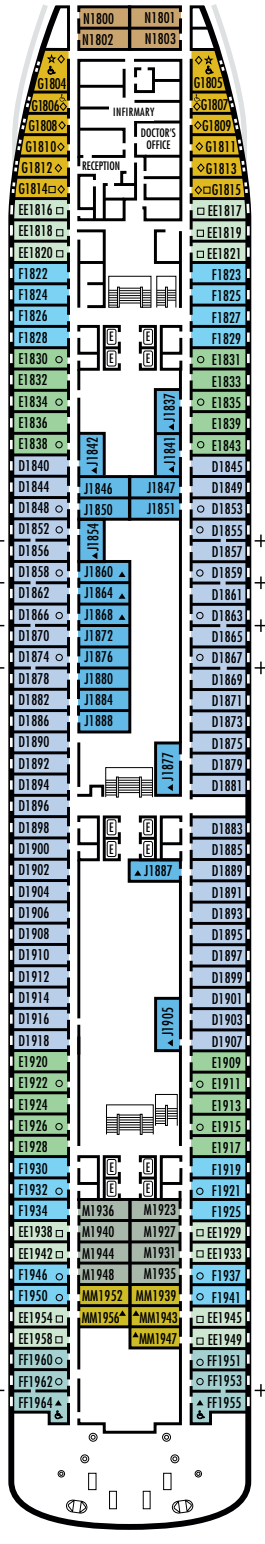 N1800 N1801
N1802 N1803
G1804 G1805
G1806 INFIRMARY G1807
G1808 DOCTOR'S G1809
G1810 OFFICE G1811
G1812 RECEPTION G1813
G1814 G1815
EE1816 EE1817
EE1818 EE1819
EE1820 EE1821
F1822 F1823
F1824 F1825
F1826 F1827
F1828 E E F1829
E1830 E E E1831
E1832 E1833
E1834 J1837 E1835
E1836 E1839
E1838 J1842 J1841 E1843
D1840 D1845
D1844 J1846 J1847 D1849
D1848 J1850 J1851 D1853
D1852 J1854 D1855
D1856 D1857
D1858 J1860 D1859
D1862 J1864 D1861
D1866 J1868 D1863
D1870 J1872 D1865
D1874 J1876 D1867
D1878 J1880 D1869
D1882 J1884 D1871
D1886 J1888 D1873
D1890 D1875
D1892 J1877 D1879
D1894 D1881
D1896
D1898 E E D1883
D1900 E E D1885
D1902 J1887 D1889
D1904 D1891
D1906 D1893
D1908 D1895
D1910 D1897
D1912 D1899
D1914 D1901
D1916 J1905 D1903
D1918 D1907
E1920 E1909
E1922 E1911
E1924 E1913
E1926 E1915
E1928 E1917
F1930 E E F1919
F1932 E E F1921
F1934 M1936 M1923 F1925
EE1938 M1940 M1927 EE1929
EE1942 M1944 M1931 EE1933
F1946 M1948 M1935 F1937
F1950 MM1952 MM1939 F1941
EE1954 MM1956 MM1943 EE1945
EE1958 MM1947 EE1949
FF1960 FF1951
FF1962 FF1953
FF1964 FF1955